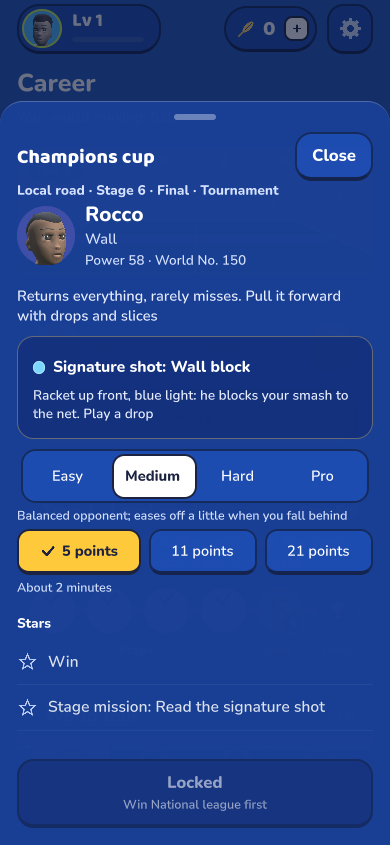 Lv 1
0
+
Career
Champions cup
Close
Local road · Stage 6 · Final · Tournament
Rocco
Wall
Power 58 · World No. 150
Returns everything, rarely misses. Pull it forward
with drops and slices
Signature shot: Wall block
Racket up front, blue light: he blocks your smash to
the net. Play a drop
Easy
Medium
Hard
Pro
Balanced opponent; eases off a little when you fall behind
5 points
11 points
21 points
About 2 minutes
Stars
Win
Stage mission: Read the signature shot
Locked
Win National league first